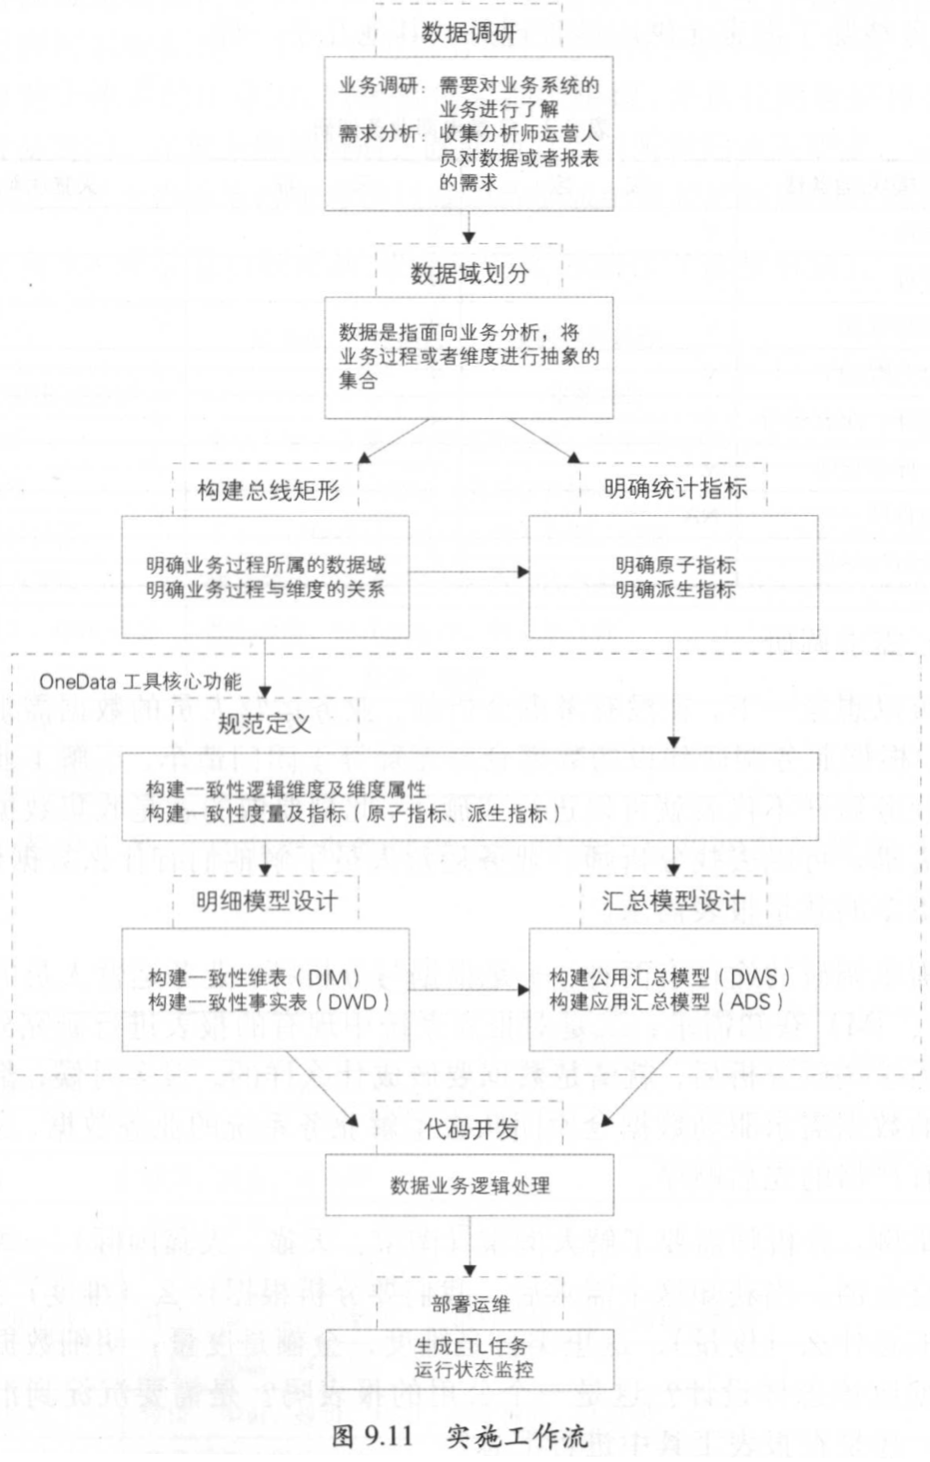 数据调研
业务调研：需要对业务系统的
业务进行了解
需求分析：收集分析师运营人
员对数据或者报表
的需求
数据域划分
数据是指面向业务分析，将
业务过程或者维度进行抽象的
集合
构建总线矩形
明确业务过程所属的数据域
明确业务过程与维度的关系
明确统计指标
明确原子指标
明确派生指标
OneData 工具核心功能
规范定义
构建一致性逻辑维度及维度属性
构建一致性度量及指标（原子指标、派生指标）
明细模型设计
构建一致性维表（DIM）
构建一致性事实表（DWD）
汇总模型设计
构建公用汇总模型（DWS）
构建应用汇总模型（ADS）
代码开发
数据业务逻辑处理
部署运维
生成ETL任务
运行状态监控
图 9.11 实施工作流